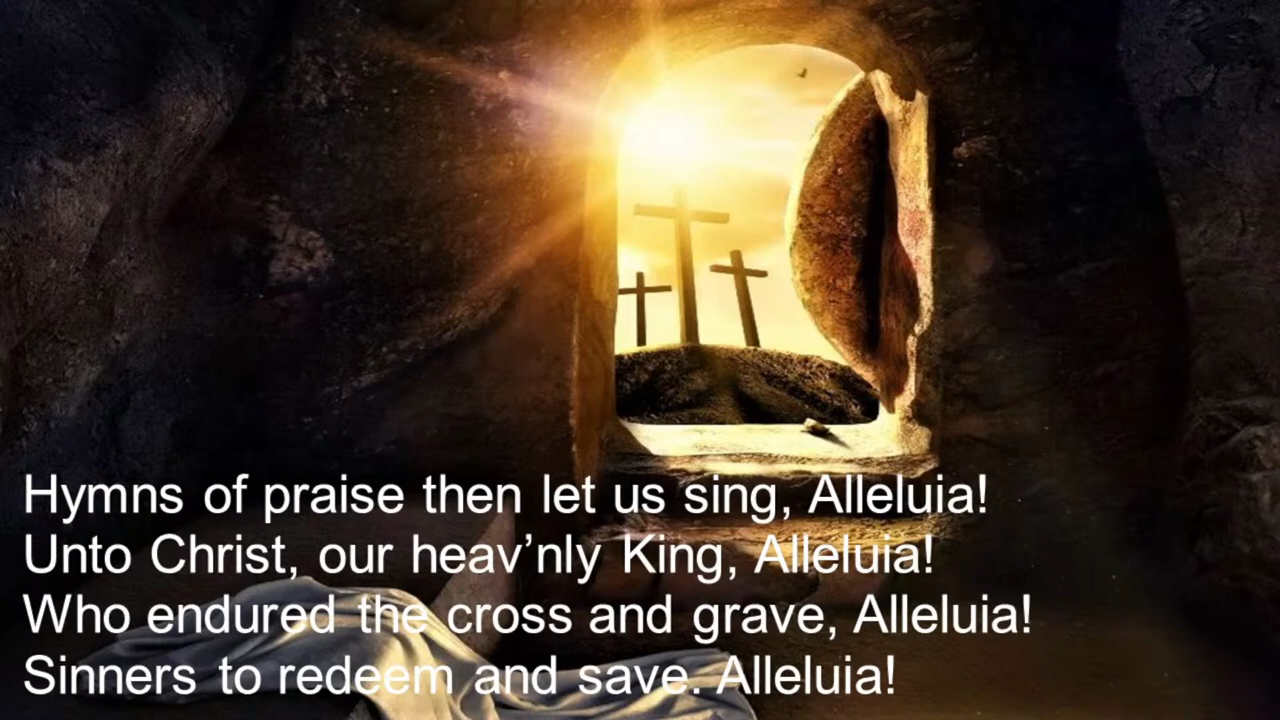 Hymns of praise then let us sing, Alleluia!
Unto Christ, our heav’nly King, Alleluia!
Who endured the cross and grave, Alleluia!
Sinners to redeem and save. Alleluia!